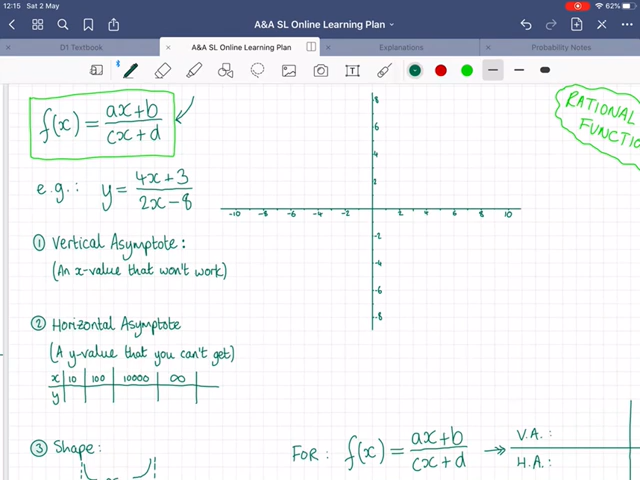 12:15 Sat 2 May
62%
A&A SL Online Learning Plan
D1 Textbook
A&A SL Online Learning Plan
Explanations
Probability Notes
f(x) = ax+b / cx+d
RATIONAL
FUNCTIO
e.g.: y = 4x+3 / 2x-8
8
6
4
2
-10 -8 -6 -4 -2 2 4 6 8 10
-2
-4
-6
-8
① Vertical Asymptote:
(An x-value that won't work)
② Horizontal Asymptote
(A y-value that you can't get)
x 10 100 10000 ∞
y
③ Shape:
FOR: f(x) = ax+b / cx+d
V.A.:
H.A.: